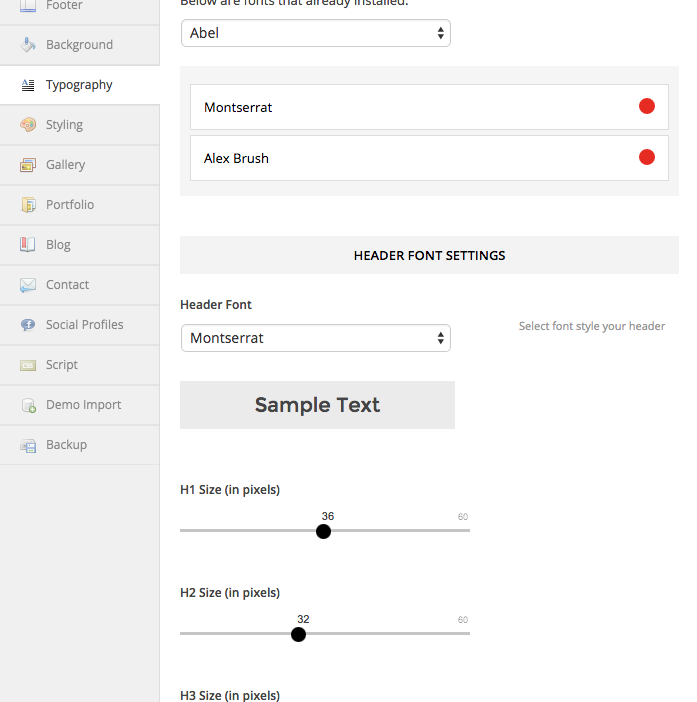 Footer
Background
Typography
Styling
Gallery
Portfolio
Blog
Contact
Social Profiles
Script
Demo Import
Backup
Below are fonts that already installed.
Abel
Montserrat
Alex Brush
HEADER FONT SETTINGS
Header Font
Montserrat
Select font style your header
Sample Text
H1 Size (in pixels)
36 60
H2 Size (in pixels)
32 60
H3 Size (in pixels)